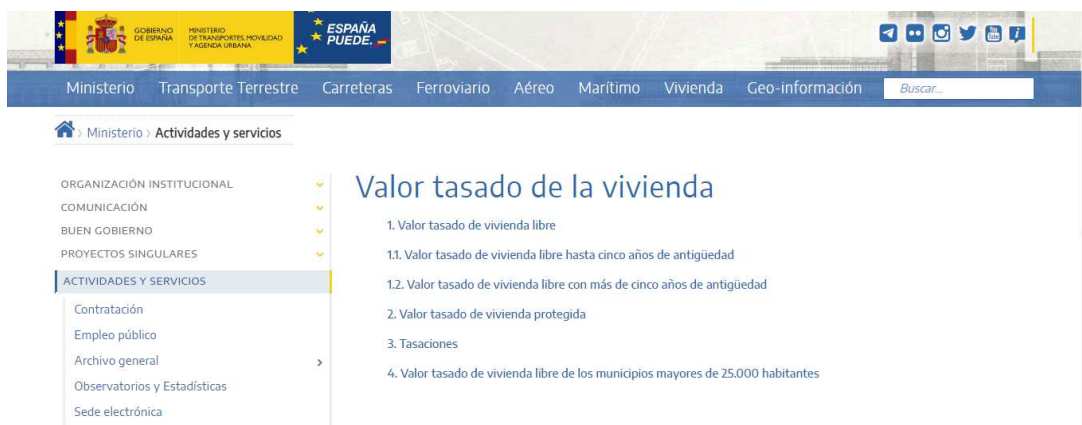 GOBIERNO
DE ESPAÑA
MINISTERIO
DE TRANSPORTES, MOVILIDAD
Y AGENDA URBANA
ESPAÑA
PUEDE.
You
Tube
i
Ministerio Transporte Terrestre Carreteras Ferroviario Aéreo Marítimo Vivienda Geo-información Buscar...
Ministerio Actividades y servicios
ORGANIZACIÓN INSTITUCIONAL
COMUNICACIÓN
BUEN GOBIERNO
PROYECTOS SINGULARES
ACTIVIDADES Y SERVICIOS
Contratación
Empleo público
Archivo general
Observatorios y Estadísticas
Sede electrónica
Valor tasado de la vivienda
1. Valor tasado de vivienda libre
1.1. Valor tasado de vivienda libre hasta cinco años de antigüedad
1.2. Valor tasado de vivienda libre con más de cinco años de antigüedad
2. Valor tasado de vivienda protegida
3. Tasaciones
4. Valor tasado de vivienda libre de los municipios mayores de 25.000 habitantes